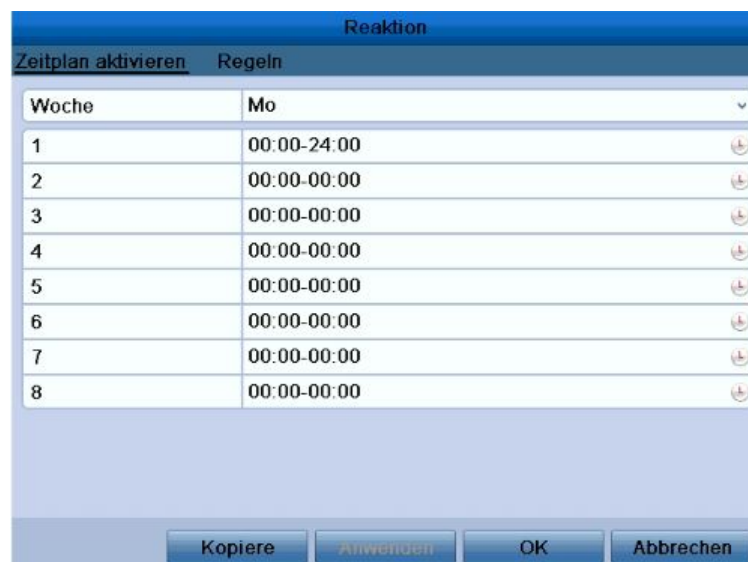 Reaktion
Zeitplan aktivieren Regeln
Woche Mo
1 00:00-24:00
2 00:00-00:00
3 00:00-00:00
4 00:00-00:00
5 00:00-00:00
6 00:00-00:00
7 00:00-00:00
8 00:00-00:00
Kopiere Anwenden OK Abbrechen